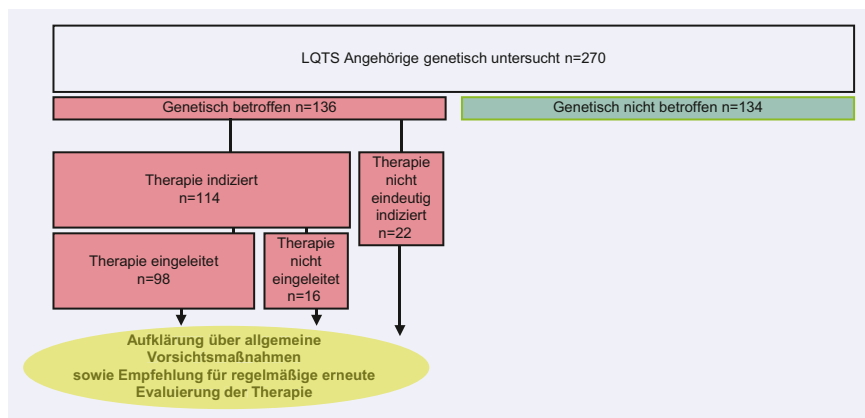 LQTS Angehörige genetisch untersucht n=270
Genetisch betroffen n=136
Genetisch nicht betroffen n=134
Therapie indiziert
n=114
Therapie
nicht
eindeutig
indiziert
n=22
Therapie eingeleitet
n=98
Therapie
nicht
eingeleitet
n=16
Aufklärung über allgemeine
Vorsichtsmaßnahmen
sowie Empfehlung für regelmäßige erneute
Evaluierung der Therapie